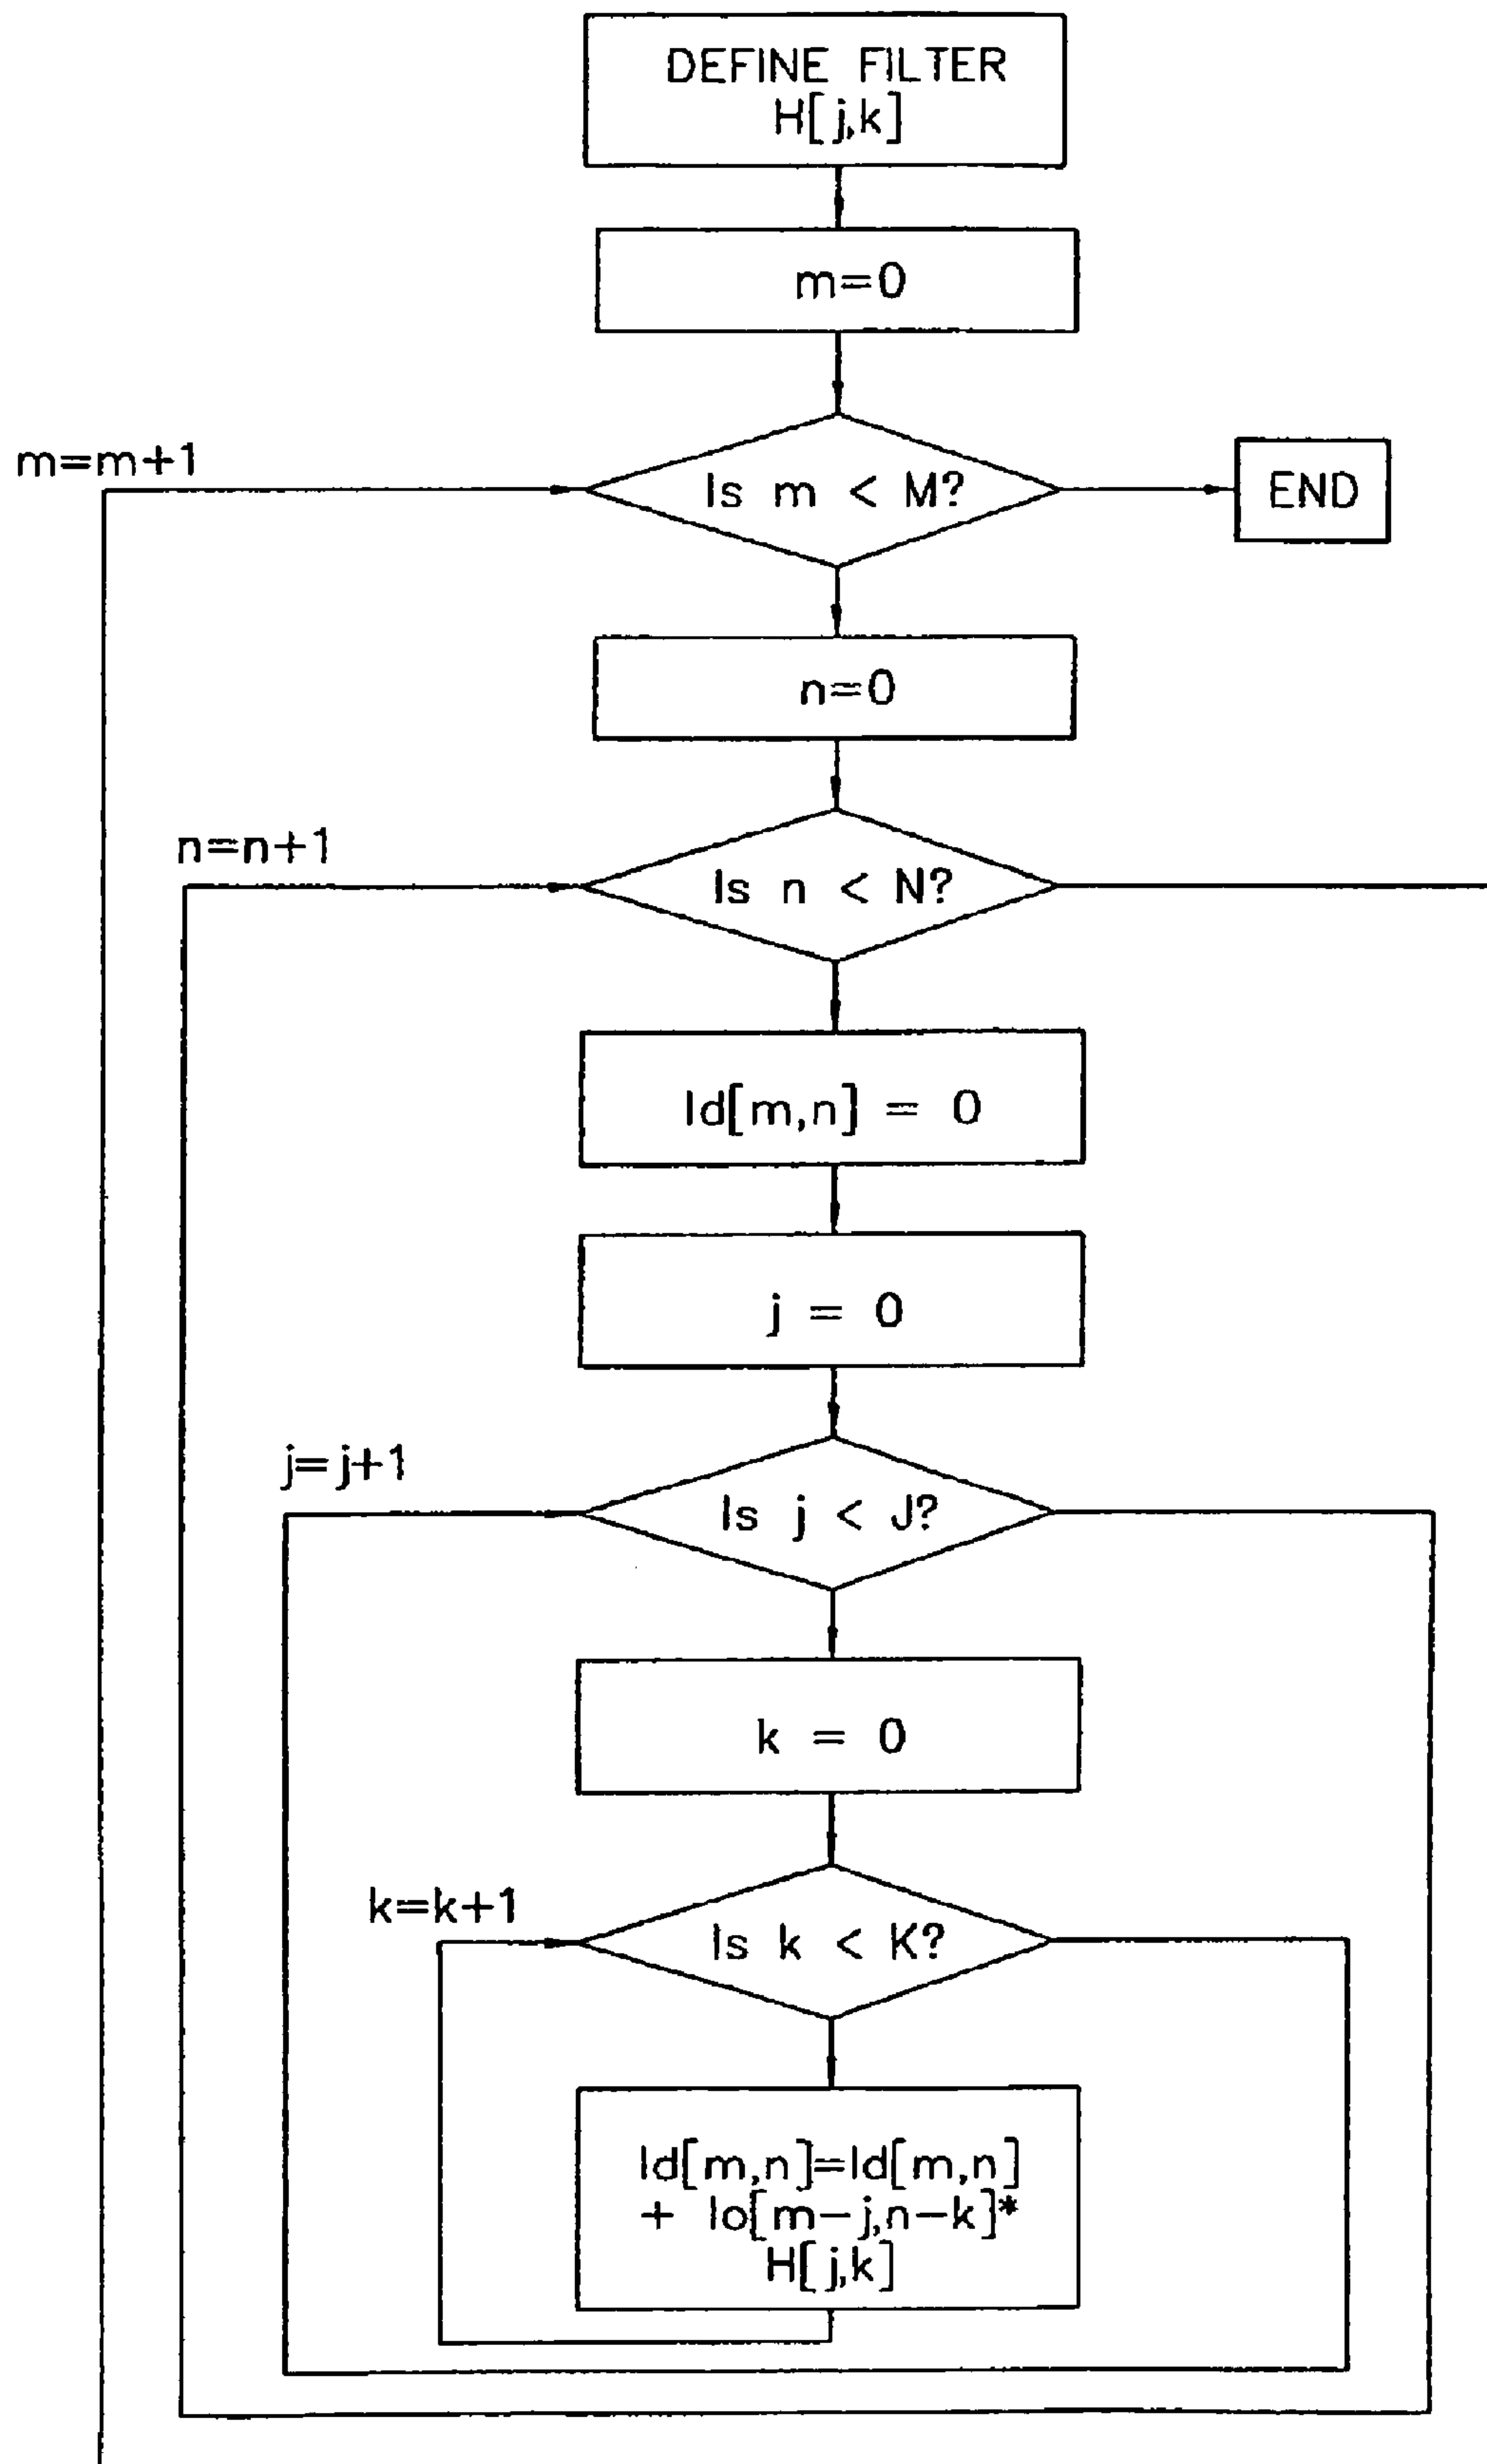 DEFINE FILTER
H[j,k]
m=0
m=m+1
Is m < M?
END
n=0
n=n+1
Is n < N?
Id[m,n] = 0
j = 0
j=j+1
Is j < J?
k = 0
k=k+1
Is k < K?
Id[m,n]=Id[m,n]
+ Io[m-j,n-k]*
H[j,k]